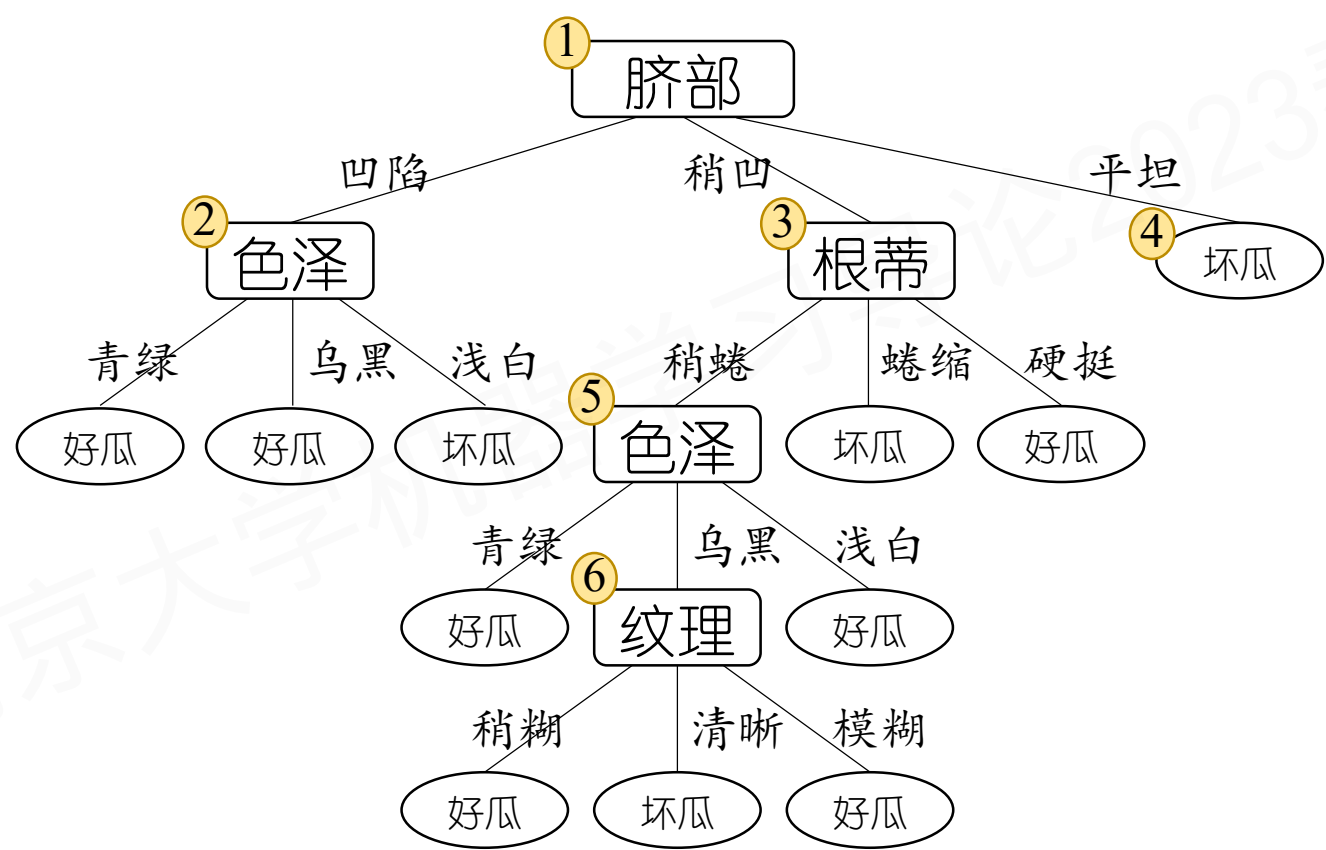 1
脐部
凹陷 稍凹 平坦
2 3 4
色泽 根蒂 坏瓜
青绿 乌黑 浅白 稍蜷 蜷缩 硬挺
5
好瓜 好瓜 坏瓜 色泽 坏瓜 好瓜
青绿 乌黑 浅白
6
好瓜 纹理 好瓜
稍糊 清晰 模糊
好瓜 坏瓜 好瓜